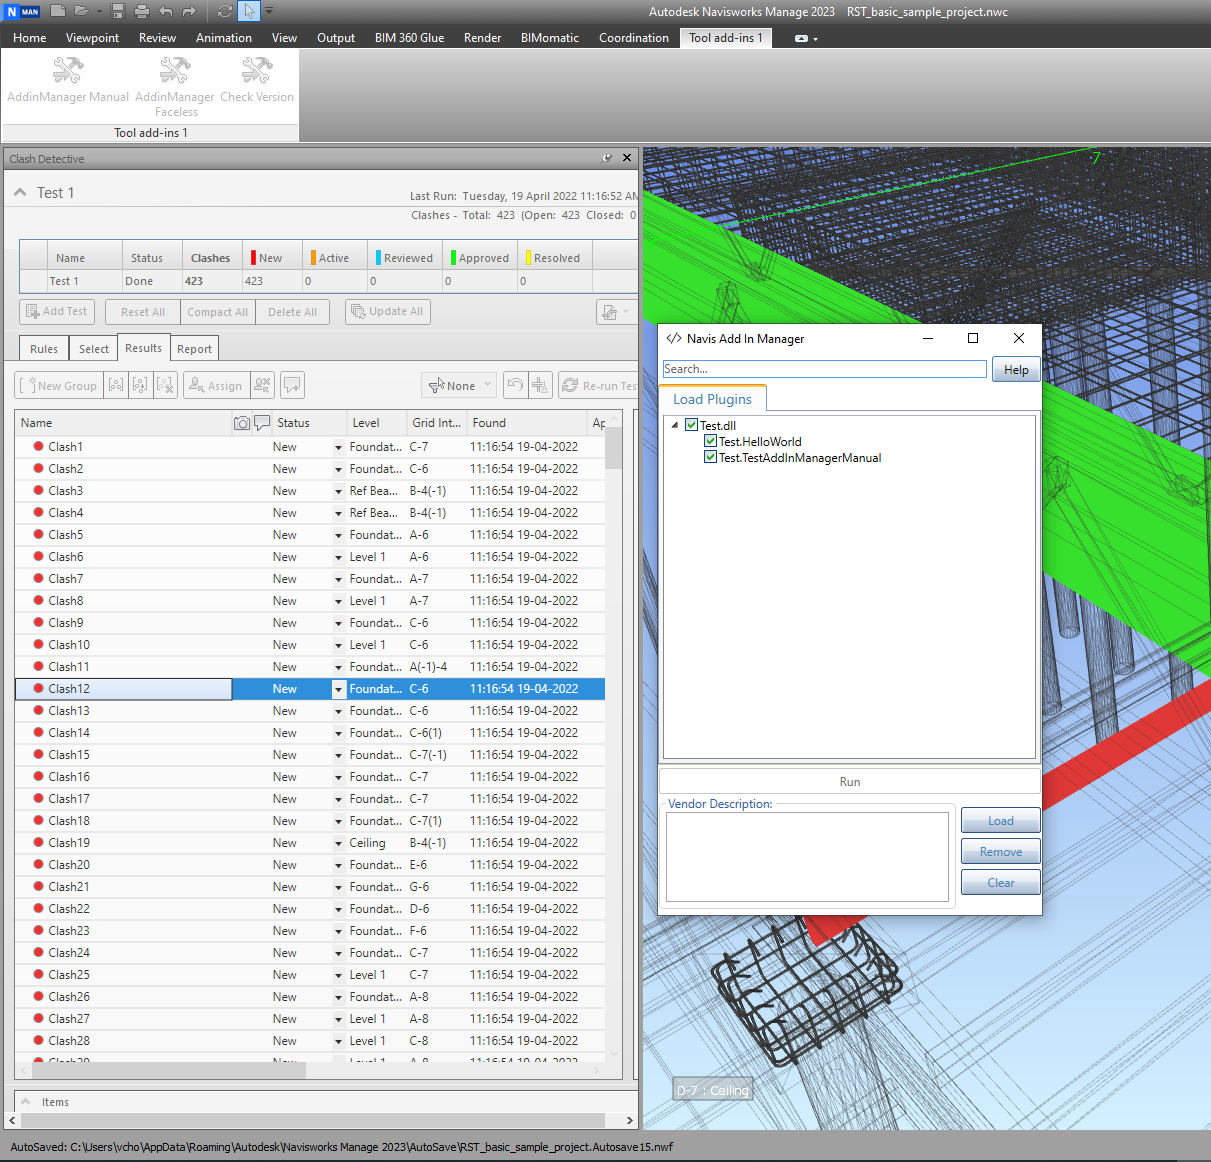 N MAN
Autodesk Navisworks Manage 2023 RST_basic_sample_project.nwc
Home Viewpoint Review Animation View Output BIM 360 Glue Render BIMomatic Coordination Tool add-ins 1
AddinManager Manual AddinManager Faceless Check Version
Tool add-ins 1
Clash Detective
Test 1
Last Run: Tuesday, 19 April 2022 11:16:52 AM
Clashes - Total: 423 (Open: 423 Closed: 0
Name Status Clashes New Active Reviewed Approved Resolved
Test 1 Done 423 423 0 0 0 0
Add Test Reset All Compact All Delete All Update All
Rules Select Results Report
New Group Assign None Re-run Tes
Name Status Level Grid Int... Found Ap
Clash1 New Foundat... C-7 11:16:54 19-04-2022
Clash2 New Foundat... C-6 11:16:54 19-04-2022
Clash3 New Ref Bea... B-4(-1) 11:16:54 19-04-2022
Clash4 New Ref Bea... B-4(-1) 11:16:54 19-04-2022
Clash5 New Foundat... A-6 11:16:54 19-04-2022
Clash6 New Level 1 A-6 11:16:54 19-04-2022
Clash7 New Foundat... A-7 11:16:54 19-04-2022
Clash8 New Level 1 A-7 11:16:54 19-04-2022
Clash9 New Foundat... C-6 11:16:54 19-04-2022
Clash10 New Level 1 C-6 11:16:54 19-04-2022
Clash11 New Foundat... A(-1)-4 11:16:54 19-04-2022
Clash12 New Foundat... C-6 11:16:54 19-04-2022
Clash13 New Foundat... C-6 11:16:54 19-04-2022
Clash14 New Foundat... C-6(1) 11:16:54 19-04-2022
Clash15 New Foundat... C-7(-1) 11:16:54 19-04-2022
Clash16 New Foundat... C-7 11:16:54 19-04-2022
Clash17 New Foundat... C-7 11:16:54 19-04-2022
Clash18 New Foundat... C-7(1) 11:16:54 19-04-2022
Clash19 New Ceiling B-4(-1) 11:16:54 19-04-2022
Clash20 New Foundat... E-6 11:16:54 19-04-2022
Clash21 New Foundat... G-6 11:16:54 19-04-2022
Clash22 New Foundat... D-6 11:16:54 19-04-2022
Clash23 New Foundat... F-6 11:16:54 19-04-2022
Clash24 New Foundat... C-7 11:16:54 19-04-2022
Clash25 New Level 1 C-7 11:16:54 19-04-2022
Clash26 New Foundat... A-8 11:16:54 19-04-2022
Clash27 New Level 1 A-8 11:16:54 19-04-2022
Clash28 New Level 1 C-8 11:16:54 19-04-2022
Clash29 New Level 1 A-8 11:16:54 19-04-2022
Items
7
</> Navis Add In Manager
Search... Help
Load Plugins
Test.dll
Test.HelloWorld
Test.TestAddInManagerManual
Run
Vendor Description:
Load
Remove
Clear
D-7 : Ceiling
AutoSaved: C:\Users\vcho\AppData\Roaming\Autodesk\Navisworks Manage 2023\AutoSave\RST_basic_sample_project.Autosave15.nwf